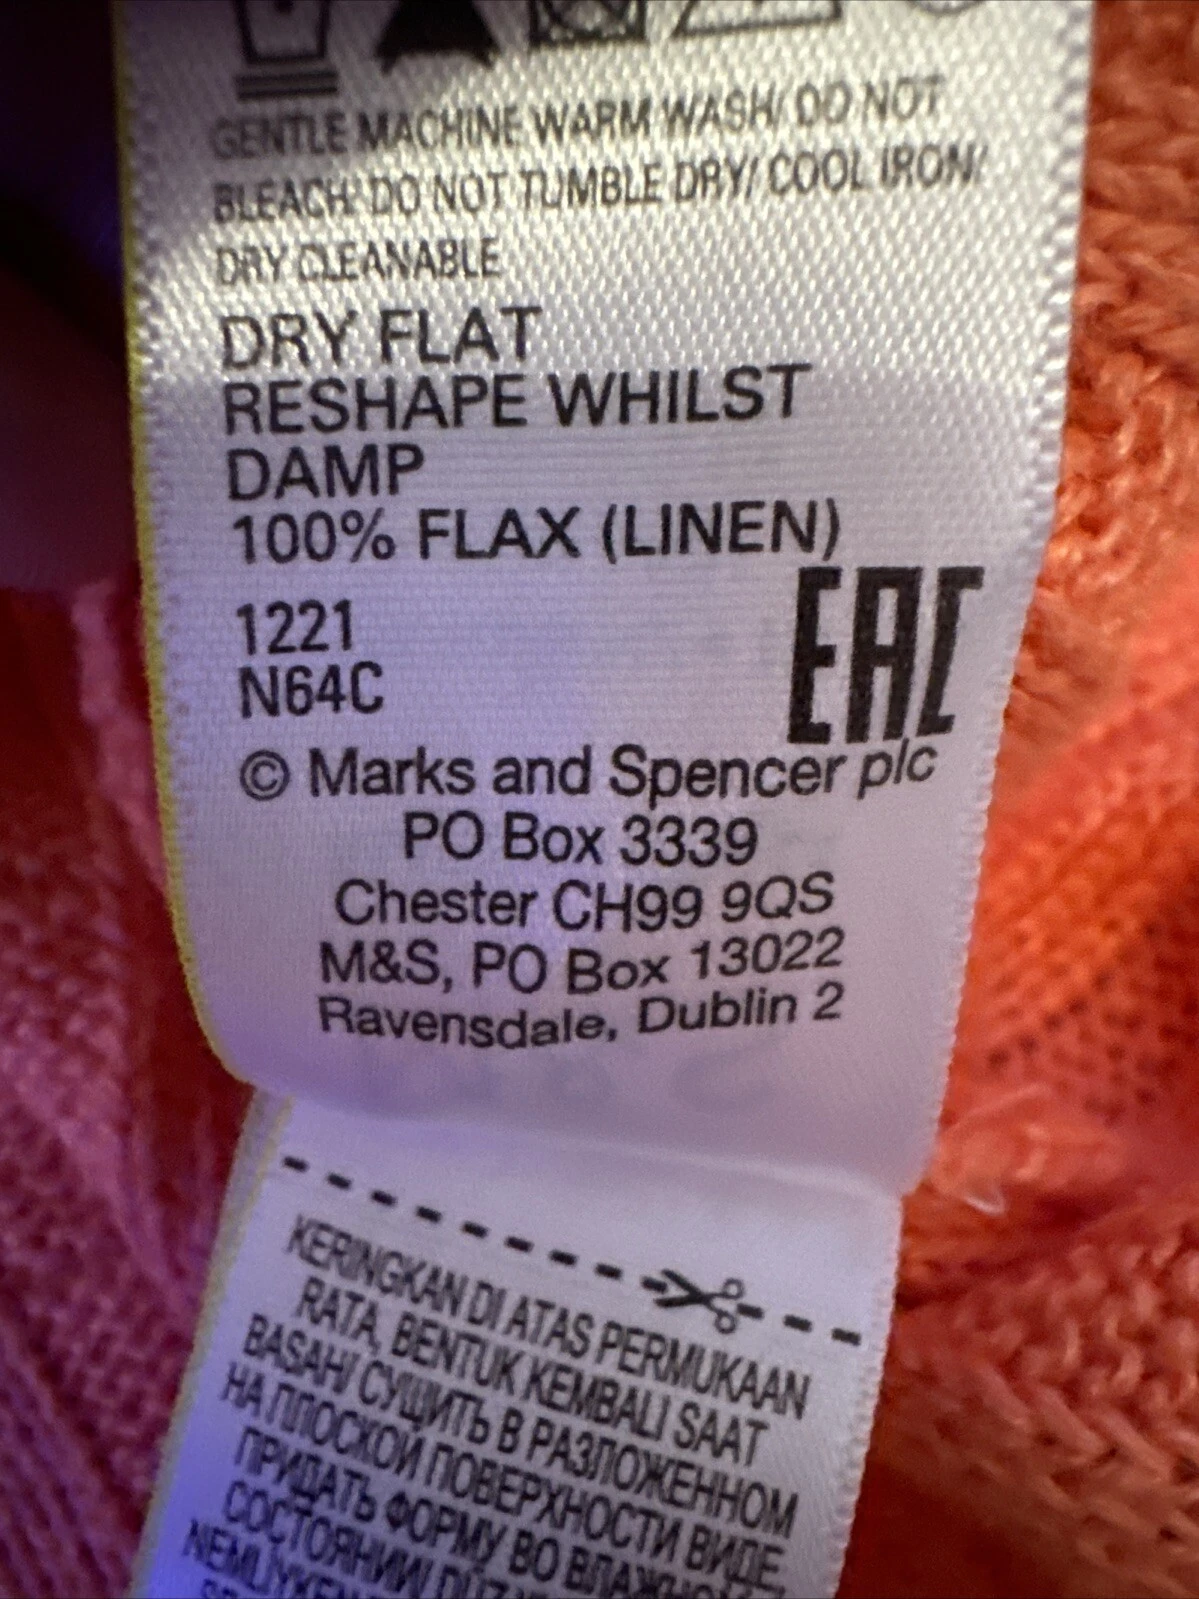 GENTLE MACHINE WARM WASH/ DO NOT
BLEACH/ DO NOT TUMBLE DRY/ COOL IRON/
DRY CLEANABLE
DRY FLAT
RESHAPE WHILST
DAMP
100% FLAX (LINEN)
1221
N64C
EAC
© Marks and Spencer plc
PO Box 3339
Chester CH99 9QS
M&S, PO Box 13022
Ravensdale, Dublin 2
KERINGKAN DI ATAS PERMUKAAN
RATA, BENTUK KEMBALI SAAT
BASAH/ СУШИТЬ В РАЗЛОЖЕННОМ
НА ПЛОСКОЙ ПОВЕРХНОСТИ ВИДЕ,
ПРИДАТЬ ФОРМУ ВО
СОСТОЯНИИ/ DÜZ